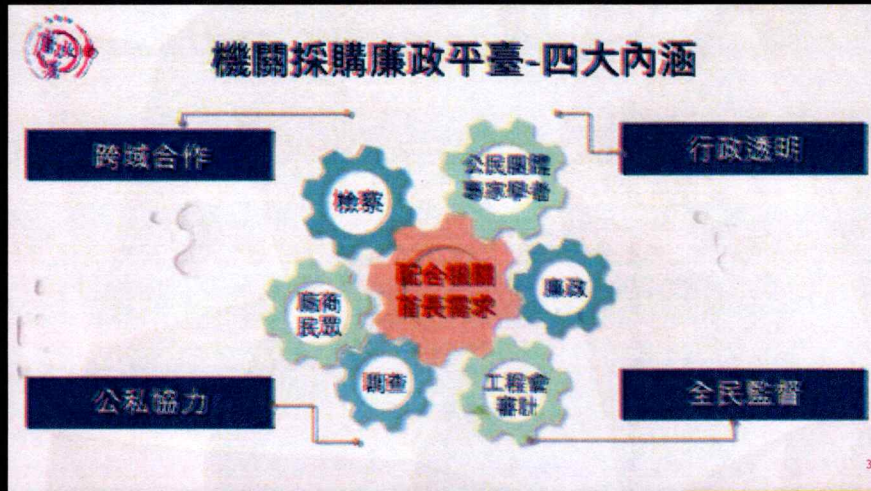 機關採購廉政平臺-四大內涵
跨域合作
行政透明
檢察
公民團體
專家學者
配合機關
首長需求
廉政
廠商
民眾
調查
工程會
審計
公私協力
全民監督
3